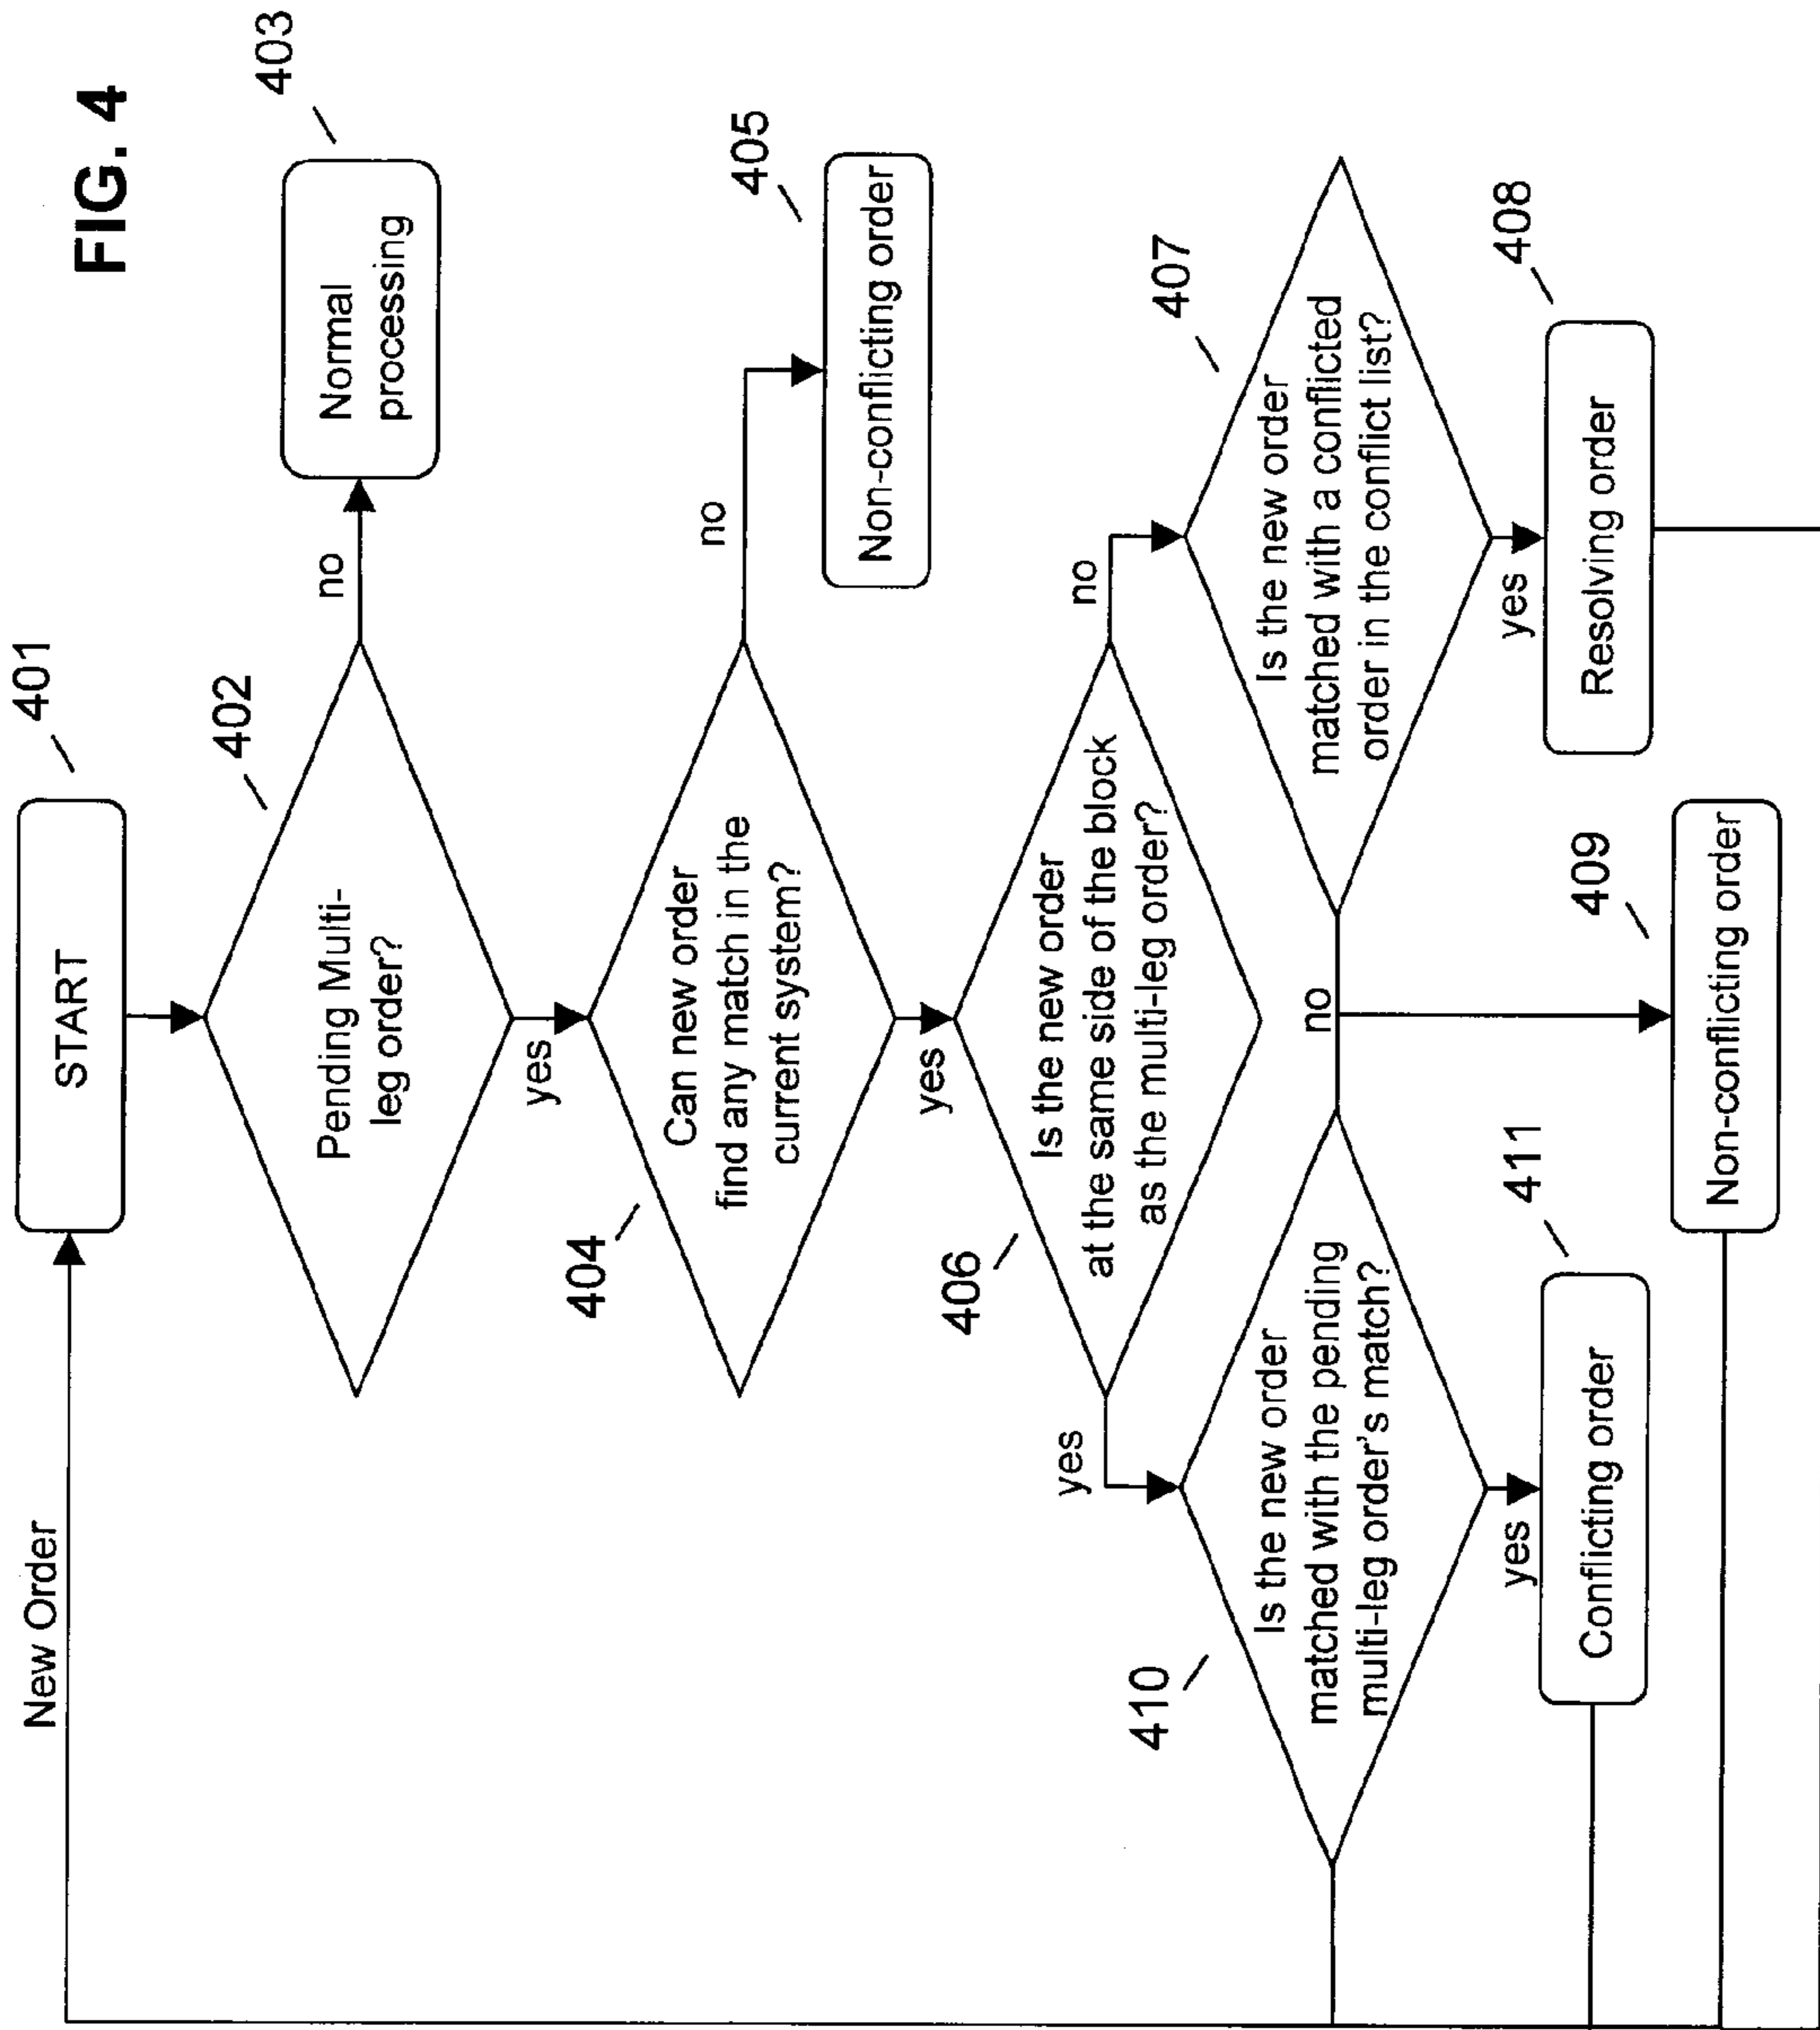 FIG. 4
New Order
START
401
402
Pending Multi-
leg order?
no
403
Normal
processing
yes
404
Can new order
find any match in the
current system?
no
405
Non-conflicting order
yes
406
Is the new order
at the same side of the block
as the multi-leg order?
yes
no
410
Is the new order
matched with the pending
multi-leg order's match?
no
407
Is the new order
matched with a conflicted
order in the conflict list?
yes
411
Conflicting order
yes
408
Resolving order
409
Non-conflicting order